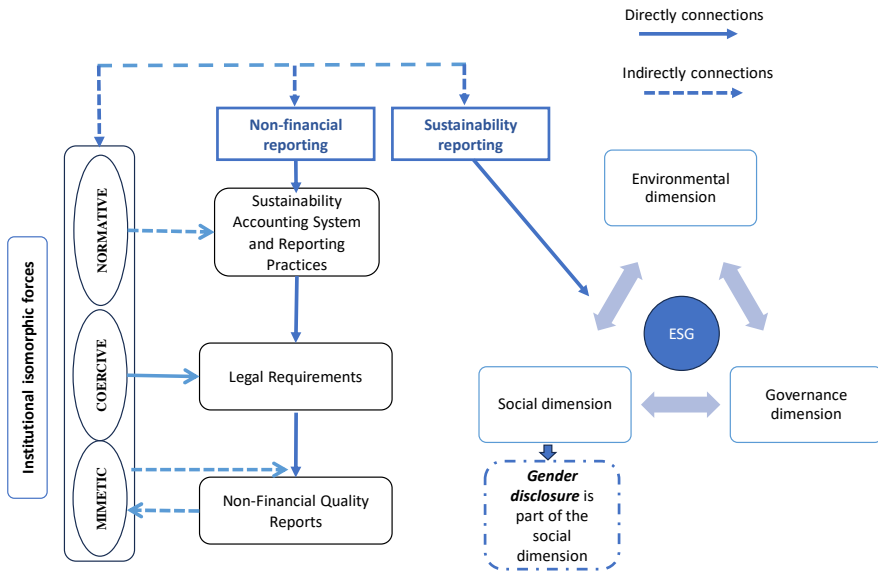 Directly connections
Indirectly connections
Non-financial
reporting
Sustainability
reporting
Environmental
dimension
Institutional isomorphic forces
NORMATIVE
Sustainability
Accounting System
and Reporting
Practices
ESG
COERCIVE
Legal Requirements
Social dimension
Governance
dimension
MIMETIC
Non-Financial Quality
Reports
Gender
disclosure is
part of the
social
dimension